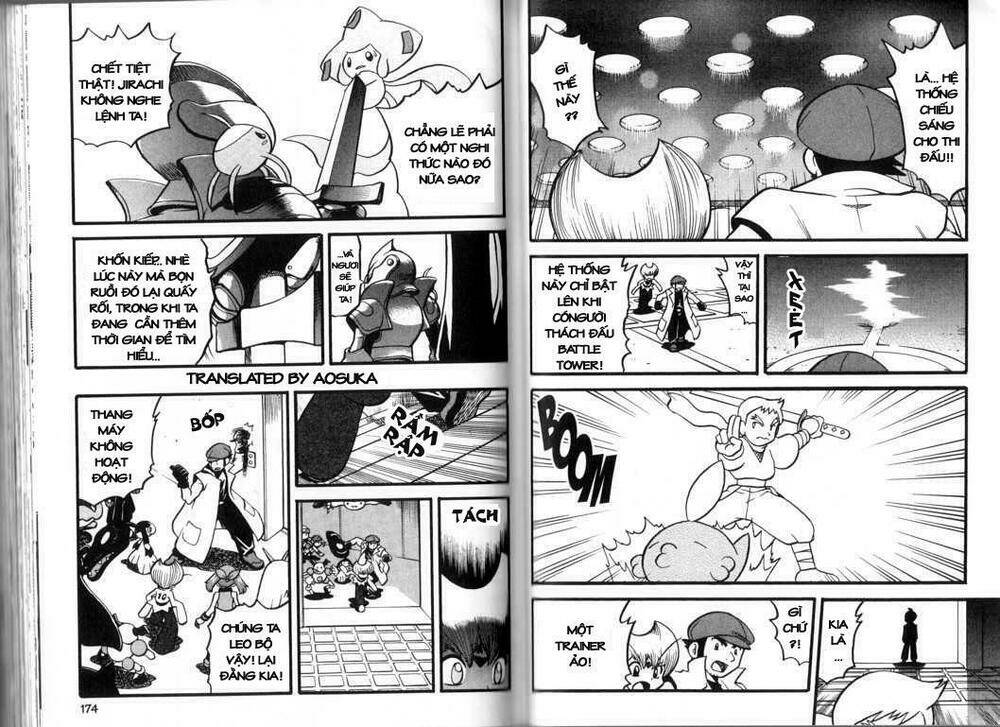 CHẾT TIỆT
THẬT! JIRACHI
KHÔNG NGHE
LỆNH TA!
CHẲNG LẼ PHẢI
CÓ MỘT NGHI
THỨC NÀO ĐÓ
NỮA SAO?
KHỐN KIẾP.. NHÈ
LÚC NÀY MÀ BỌN
RUỒI ĐÓ LẠI QUẤY
RỐI, TRONG KHI TA
ĐANG CẦN THÊM
THỜI GIAN ĐỂ TÌM
HIỂU...
...VÀ
NGƯƠI
SẼ
GIÚP
TA!
TRANSLATED BY AOSUKA
THANG
MÁY
KHÔNG
HOẠT
ĐỘNG!
BỐP
CHÚNG TA
LEO BỘ
VẬY! LẠI
ĐẰNG KIA!
RẦM
RẬP
TÁCH
174
GÌ
THẾ
NÀY
??
LÀ... HỆ
THỐNG
CHIẾU
SÁNG
CHO THI
ĐẤU!!
HỆ THỐNG
NÀY CHỈ BẬT
LÊN KHI
CÓNGƯỜI
THÁCH ĐẤU
BATTLE
TOWER!
VẬY
THÌ
TẠI
SAO
...
XẸT
BOOM
MỘT
TRAINER
ẢO!
GÌ
CHỨ
?!
KIA
LÀ
...